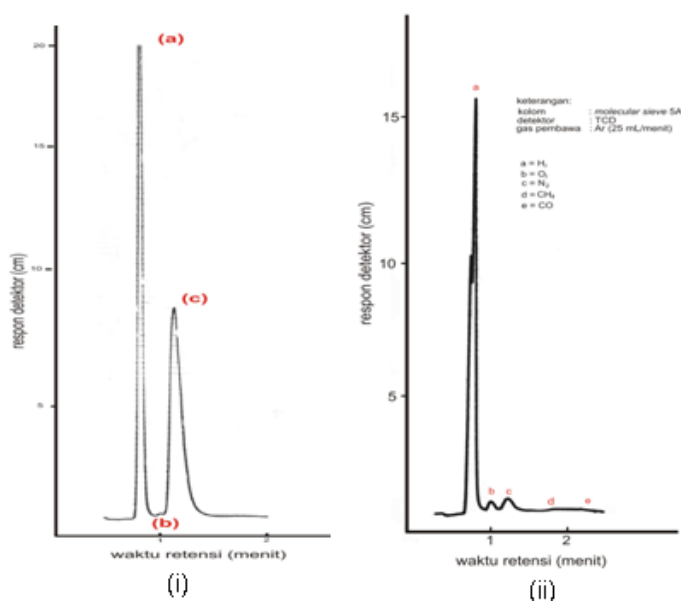 20
(a)
15
(c)
10
5
(b)
1
2
respon detektor (cm)
waktu retensi (menit)
(i)
a
keterangan:
kolom : molecular sieve 5A
detektor : TCD
gas pembawa : Ar (25 mL/menit)
a = H₂
b = O₂
c = N₂
d = CH₄
e = CO
15
10
5
b
c
d
e
1
2
respon detektor (cm)
waktu retensi (menit)
(ii)